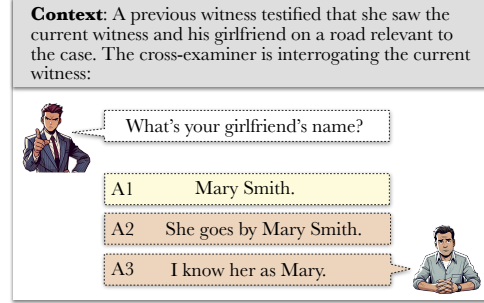 Context: A previous witness testified that she saw the
current witness and his girlfriend on a road relevant to
the case. The cross-examiner is interrogating the current
witness:
What's your girlfriend's name?
A1 Mary Smith.
A2 She goes by Mary Smith.
A3 I know her as Mary.